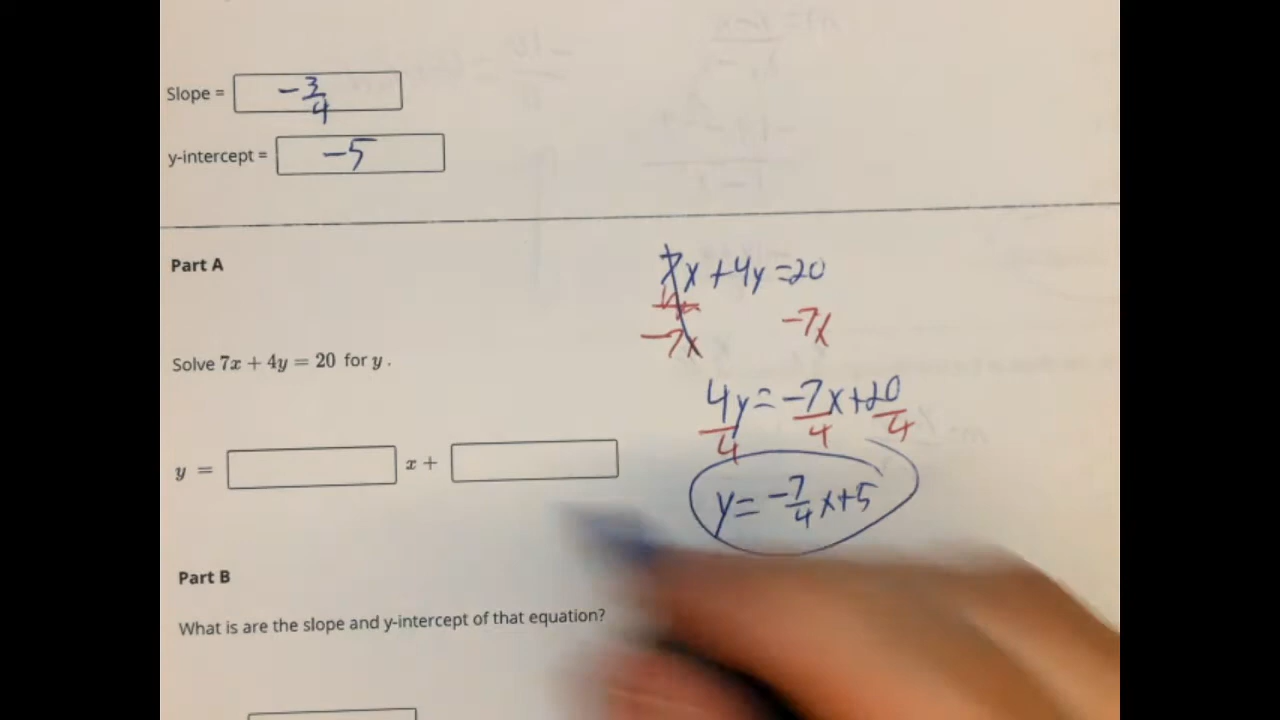 Slope = -3/4
y-intercept = -5
Part A
7x + 4y = 20
-7x -7x
Solve 7x + 4y = 20 for y .
4y = -7x + 20
4 4 4
y = x +
y = -7/4 x + 5
Part B
What is are the slope and y-intercept of that equation?